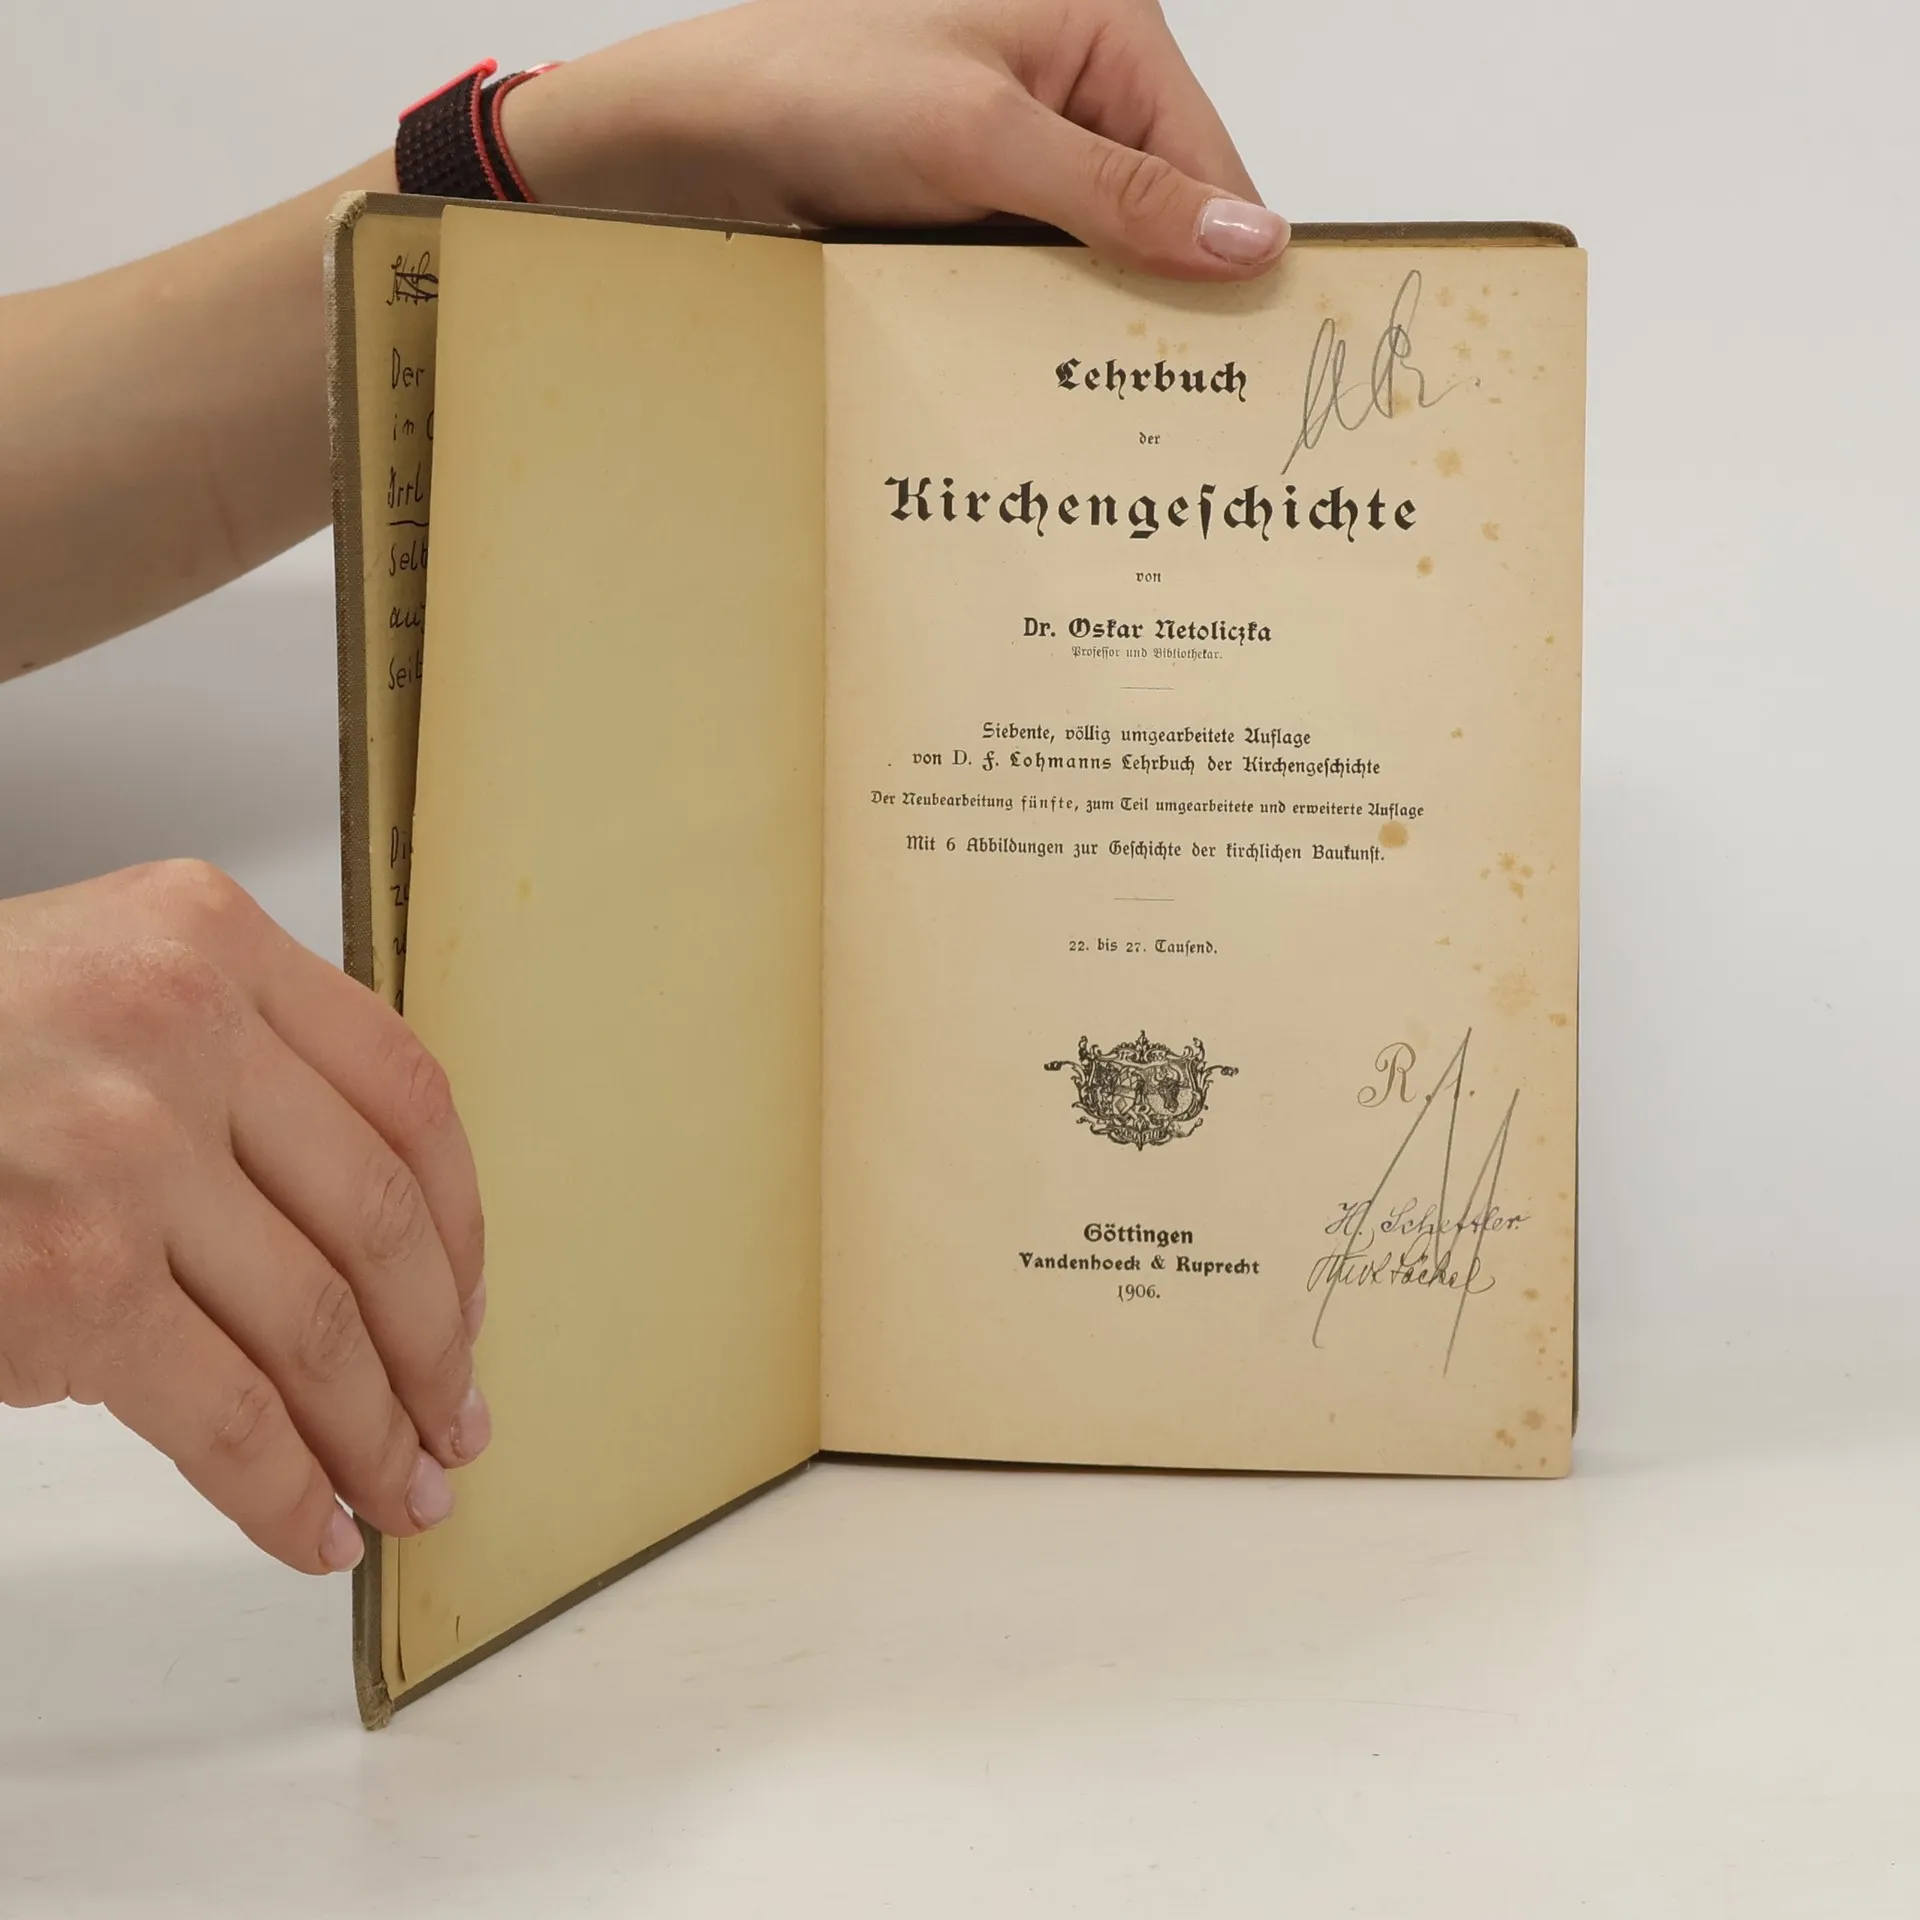 Der
in
Lehrbuch
der
Kirchengeſchichte
von
Dr. Oskar Netoliczka
Profeſſor und Bibliothekar.
Siebente, völlig umgearbeitete Auflage
von D. F. Lohmanns Lehrbuch der Kirchengeſchichte
Der Neubearbeitung fünfte, zum Teil umgearbeitete und erweiterte Auflage
Mit 6 Abbildungen zur Geſchichte der kirchlichen Baukunſt.
22. bis 27. Tauſend.
R.
H.
Göttingen
Vandenhoeck & Ruprecht
1906.